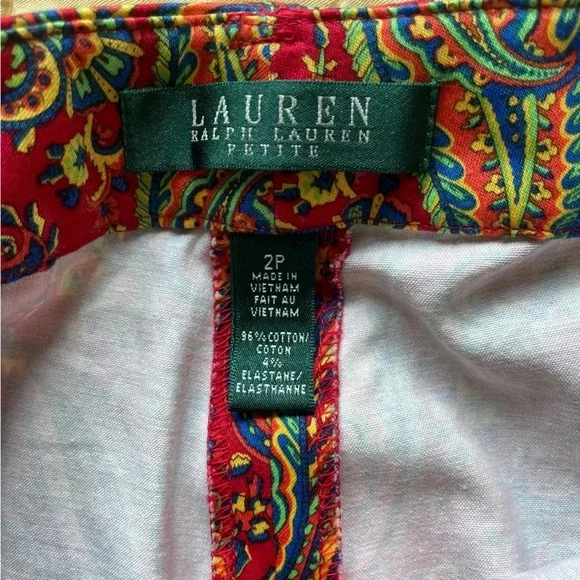 LAUREN
RALPH LAUREN
PETITE
2P
MADE IN
VIETNAM
FAIT AU
VIETNAM
96% COTTON/
COTON
4%
ELASTANE/
ELASTHANNE